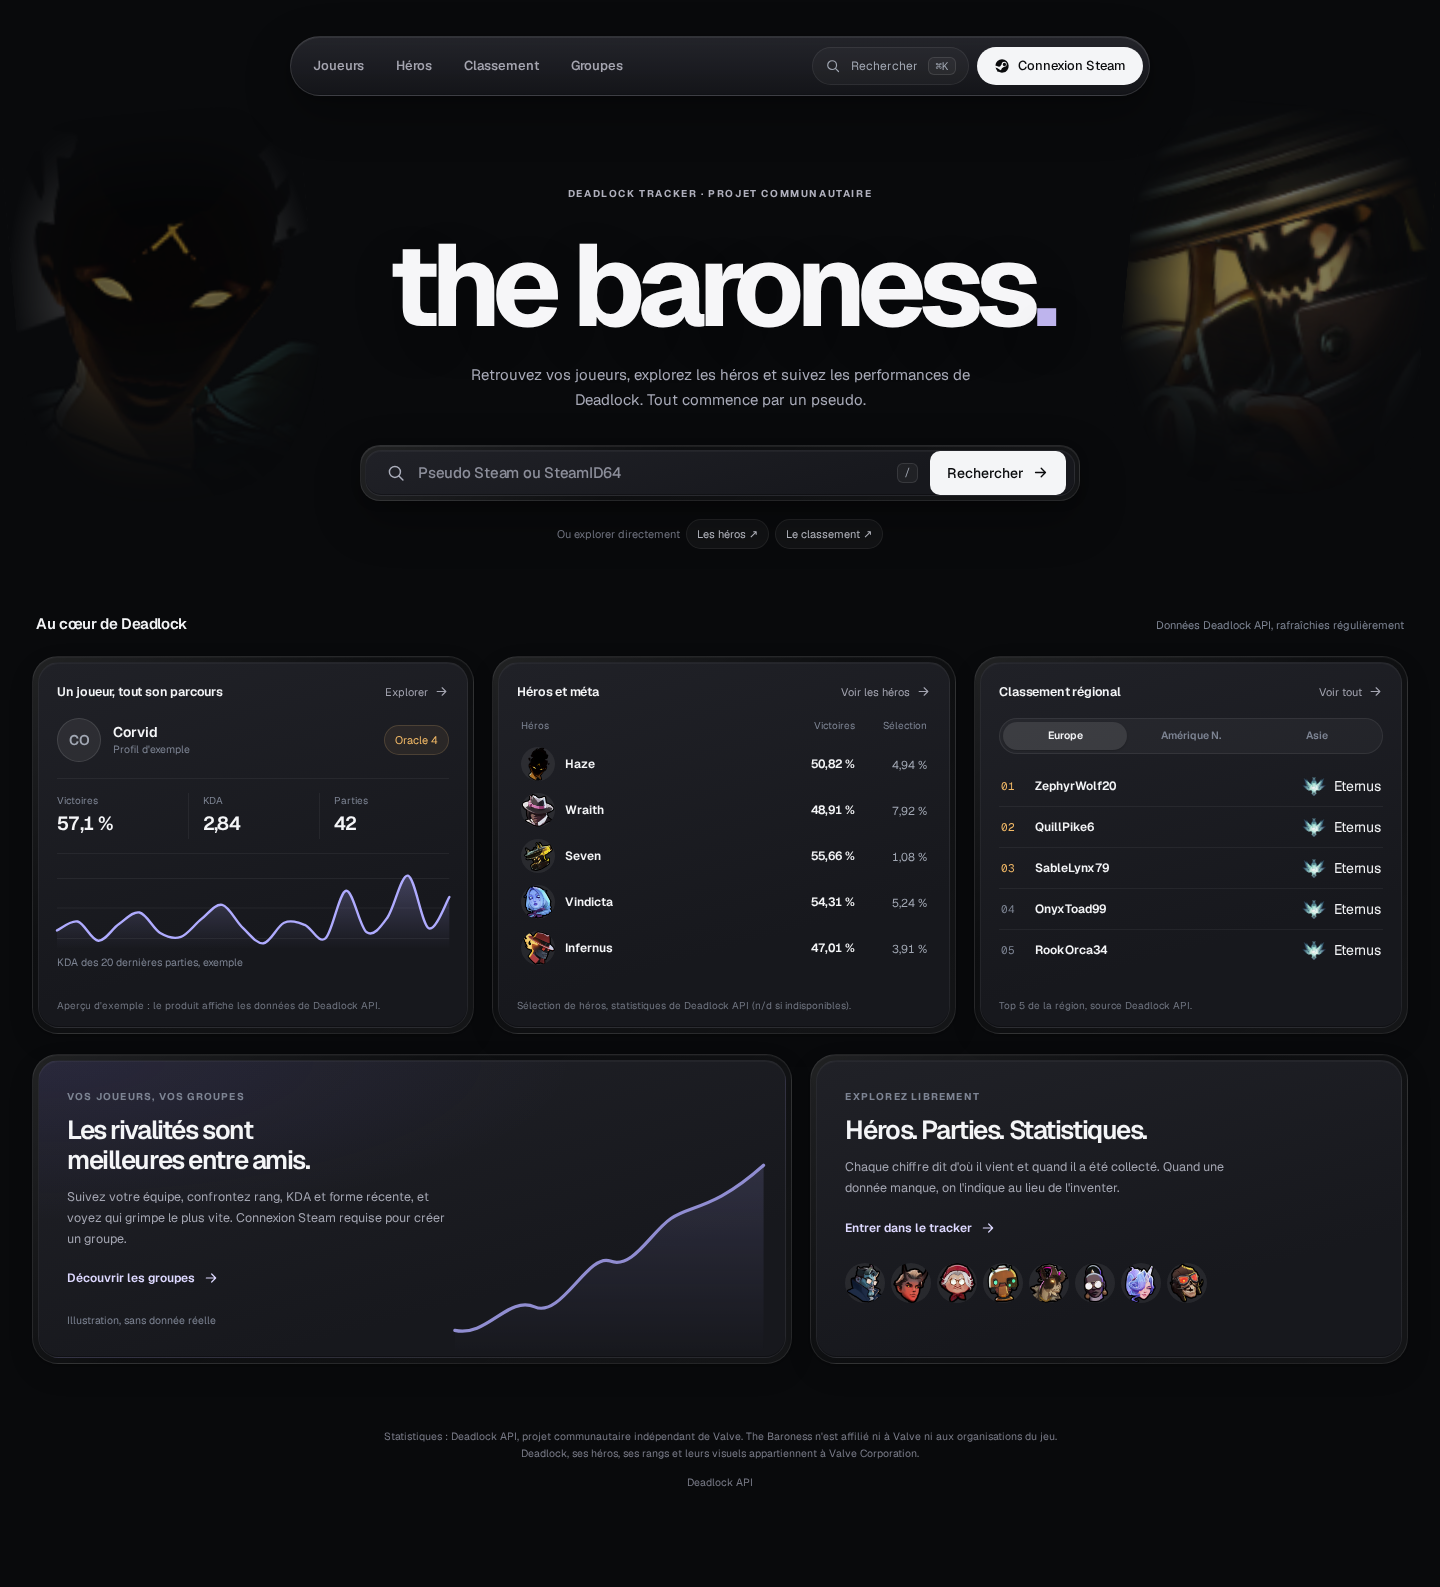 Joueurs Héros Classement Groupes Rechercher ⌘K Connexion Steam
DEADLOCK TRACKER · PROJET COMMUNAUTAIRE
the baroness.
Retrouvez vos joueurs, explorez les héros et suivez les performances de
Deadlock. Tout commence par un pseudo.
Pseudo Steam ou SteamID64 / Rechercher →
Ou explorer directement Les héros ↗ Le classement ↗
Au cœur de Deadlock
Données Deadlock API, rafraîchies régulièrement
Un joueur, tout son parcours Explorer →
CO Corvid Oracle 4
Profil d'exemple
Victoires KDA Parties
57,1 % 2,84 42
KDA des 20 dernières parties, exemple
Aperçu d'exemple : le produit affiche les données de Deadlock API.
Héros et méta Voir les héros →
Héros Victoires Sélection
Haze 50,82 % 4,94 %
Wraith 48,91 % 7,92 %
Seven 55,66 % 1,08 %
Vindicta 54,31 % 5,24 %
Infernus 47,01 % 3,91 %
Sélection de héros, statistiques de Deadlock API (n/d si indisponibles).
Classement régional Voir tout →
Europe Amérique N. Asie
01 ZephyrWolf20 Eternus
02 QuillPike6 Eternus
03 SableLynx79 Eternus
04 OnyxToad99 Eternus
05 RookOrca34 Eternus
Top 5 de la région, source Deadlock API.
VOS JOUEURS, VOS GROUPES
Les rivalités sont
meilleures entre amis.
Suivez votre équipe, confrontez rang, KDA et forme récente, et
voyez qui grimpe le plus vite. Connexion Steam requise pour créer
un groupe.
Découvrir les groupes →
Illustration, sans donnée réelle
EXPLOREZ LIBREMENT
Héros. Parties. Statistiques.
Chaque chiffre dit d'où il vient et quand il a été collecté. Quand une
donnée manque, on l'indique au lieu de l'inventer.
Entrer dans le tracker →
Statistiques : Deadlock API, projet communautaire indépendant de Valve. The Baroness n'est affilié ni à Valve ni aux organisations du jeu.
Deadlock, ses héros, ses rangs et leurs visuels appartiennent à Valve Corporation.
Deadlock API